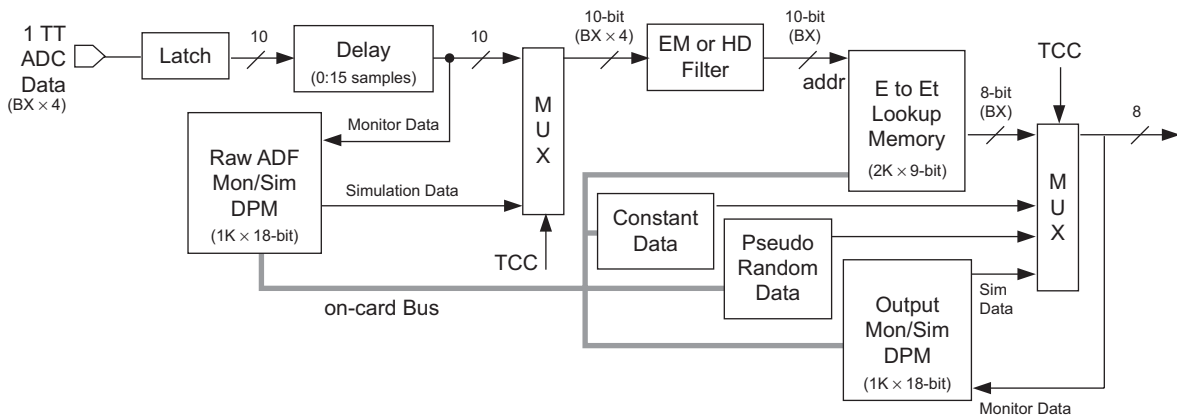 1 TT
ADC
Data
(BX × 4)
Latch
10
Delay
(0:15 samples)
10
MUX
10-bit
(BX × 4)
EM or HD
Filter
10-bit
(BX)
addr
E to Et
Lookup
Memory
(2K × 9-bit)
8-bit
(BX)
TCC
MUX
8
Monitor Data
Raw ADF
Mon/Sim
DPM
(1K × 18-bit)
Simulation Data
TCC
Constant
Data
Pseudo
Random
Data
on-card Bus
Output
Mon/Sim
DPM
(1K × 18-bit)
Sim
Data
Monitor Data